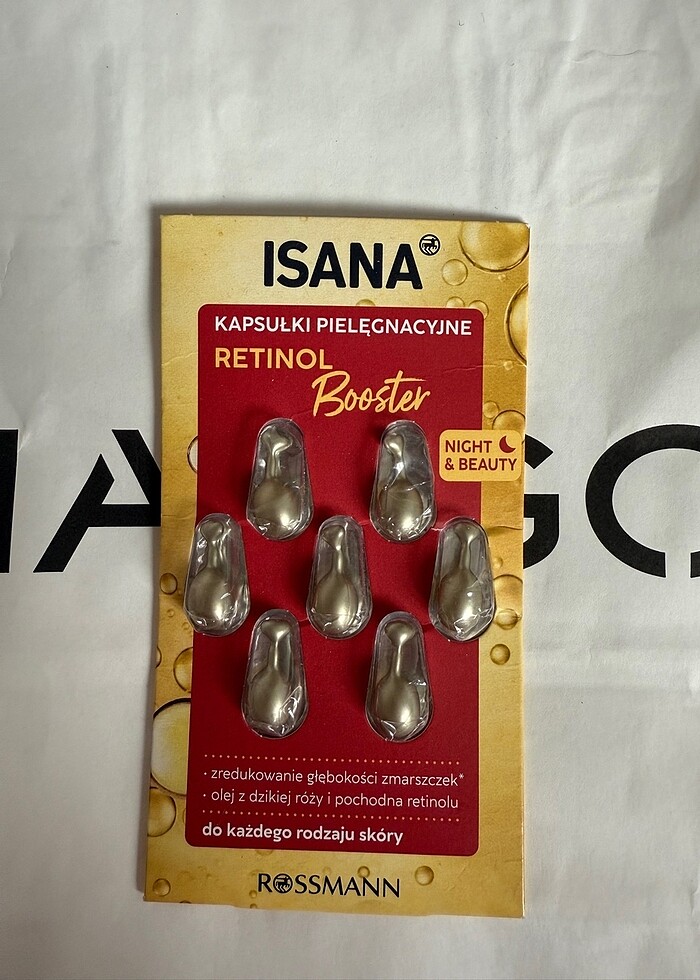 ISANA
KAPSUŁKI PIELĘGNACYJNE
RETINOL
Booster
NIGHT
& BEAUTY
· zredukowanie głębokości zmarszczek*
· olej z dzikiej róży i pochodna retinolu
do każdego rodzaju skóry
ROSSMANN